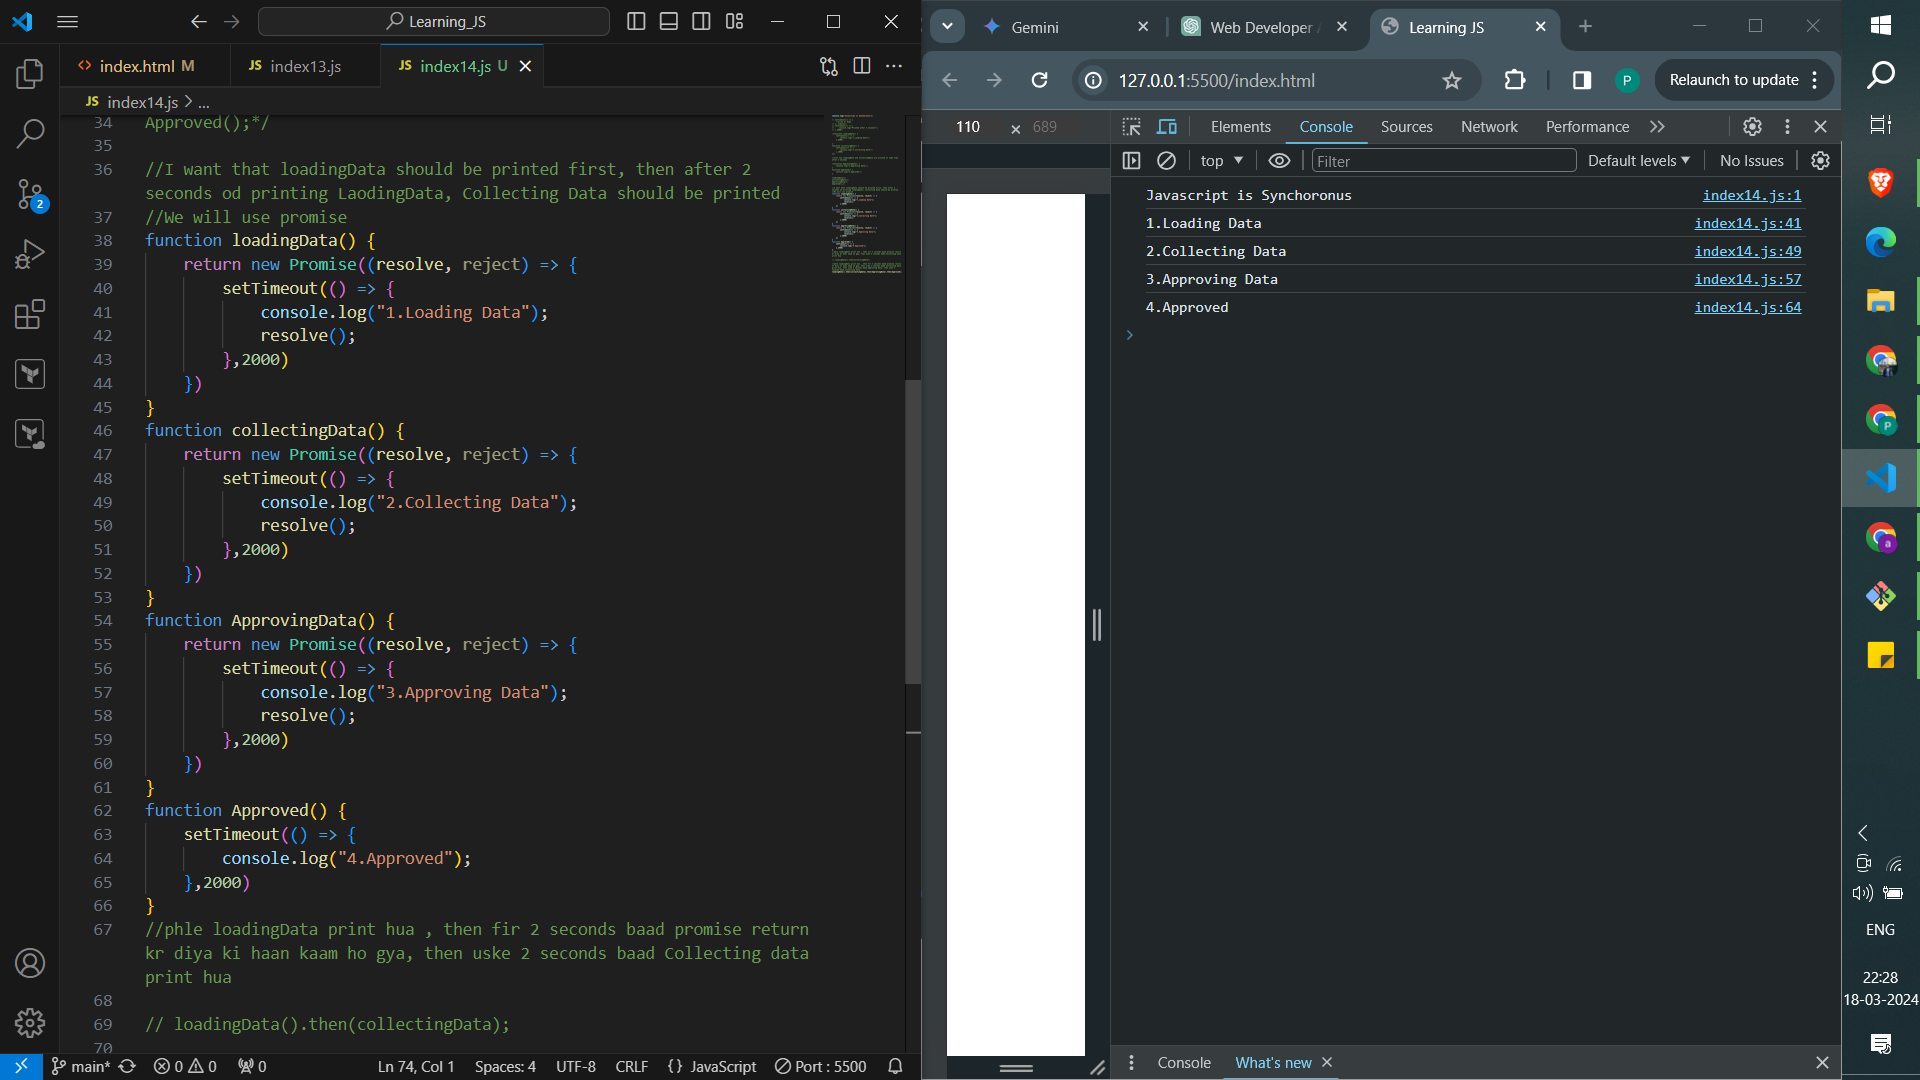 Learning_JS
index.html M
JS index13.js
JS index14.js U
JS index14.js > ...
34 Approved();*/
35
36 //I want that loadingData should be printed first, then after 2
seconds od printing LaodingData, Collecting Data should be printed
37 //We will use promise
38 function loadingData() {
39 return new Promise((resolve, reject) => {
40 setTimeout(() => {
41 console.log("1.Loading Data");
42 resolve();
43 },2000)
44 })
45 }
46 function collectingData() {
47 return new Promise((resolve, reject) => {
48 setTimeout(() => {
49 console.log("2.Collecting Data");
50 resolve();
51 },2000)
52 })
53 }
54 function ApprovingData() {
55 return new Promise((resolve, reject) => {
56 setTimeout(() => {
57 console.log("3.Approving Data");
58 resolve();
59 },2000)
60 })
61 }
62 function Approved() {
63 setTimeout(() => {
64 console.log("4.Approved");
65 },2000)
66 }
67 //phle loadingData print hua , then fir 2 seconds baad promise return
kr diya ki haan kaam ho gya, then uske 2 seconds baad Collecting data
print hua
68
69 // loadingData().then(collectingData);
70
2
main* 0 0 0 Ln 74, Col 1 Spaces: 4 UTF-8 CRLF {} JavaScript Port : 5500
Gemini
Web Developer
Learning JS
127.0.0.1:5500/index.html
P
Relaunch to update
110 × 689
Elements Console Sources Network Performance
top Filter Default levels No Issues
Javascript is Synchoronus index14.js:1
1.Loading Data index14.js:41
2.Collecting Data index14.js:49
3.Approving Data index14.js:57
4.Approved index14.js:64
Console What's new
P
a
ENG
22:28
18-03-2024